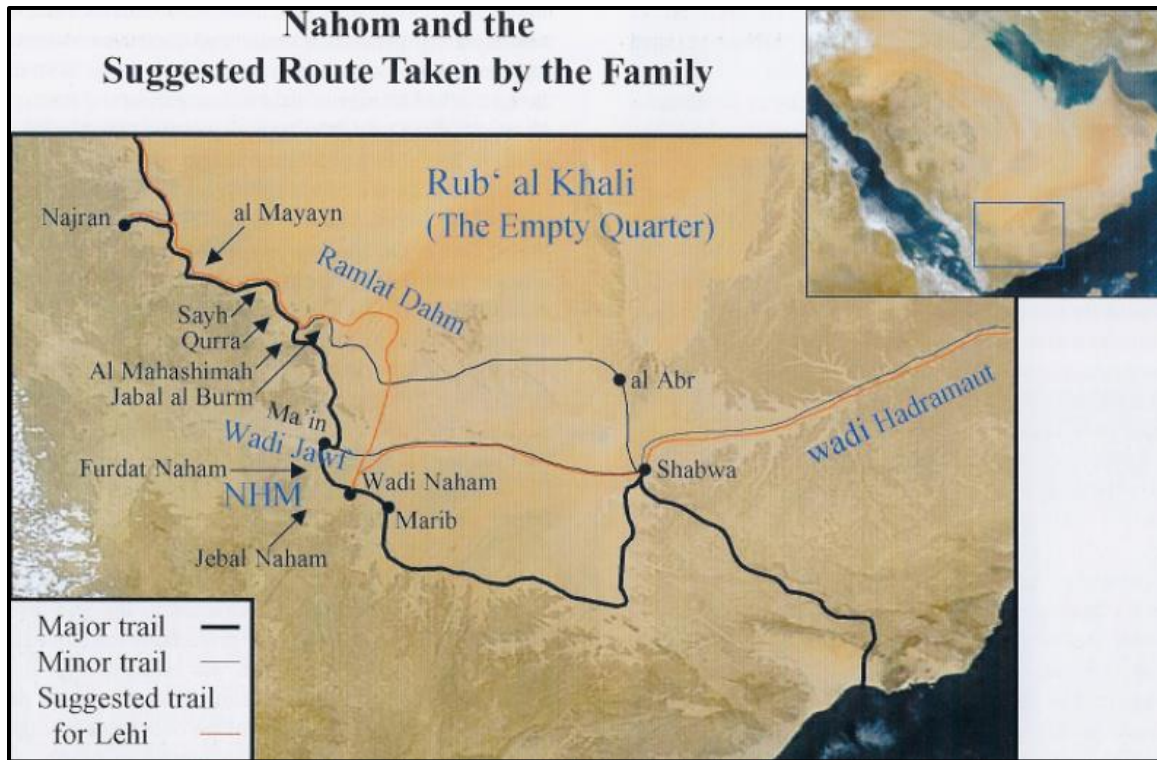 Nahom and the
Suggested Route Taken by the Family
Rub‘ al Khali
(The Empty Quarter)
Najran
al Mayayn
Ramlat Dahm
Sayh
Qurra
Al Mahashimah
Jabal al Burm
al Abr
Ma’in
Wadi Jawf
wadi Hadramaut
Furdat Naham
Shabwa
NHM
Wadi Naham
Marib
Jebal Naham
Major trail
Minor trail
Suggested trail
for Lehi